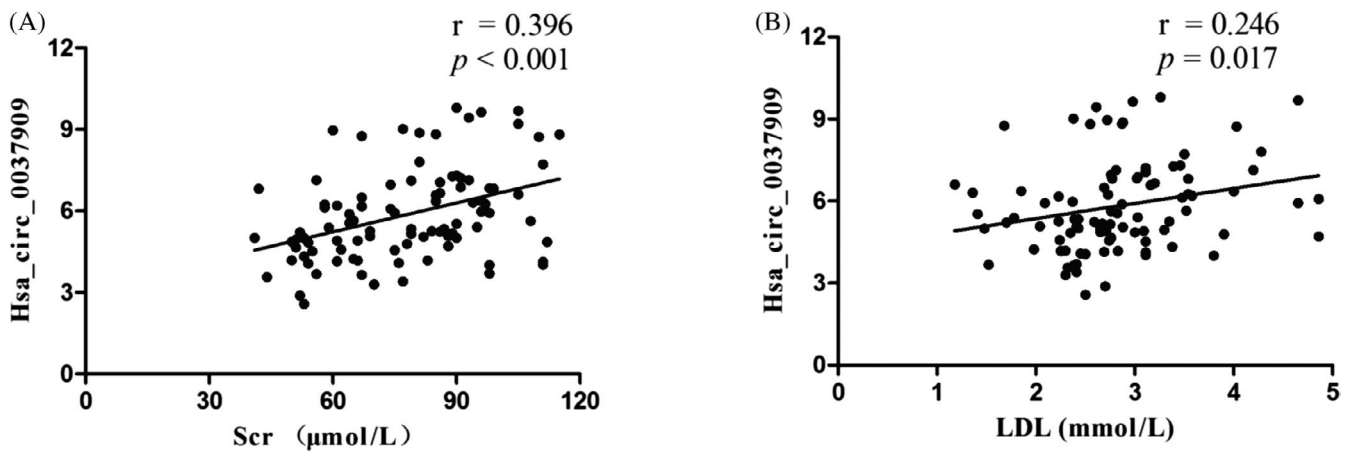 (A)
r = 0.396
p < 0.001
Hsa_circ_0037909
12
9
6
3
0
0 30 60 90 120
Scr (μmol/L)
(B)
r = 0.246
p = 0.017
Hsa_circ_0037909
12
9
6
3
0
0 1 2 3 4 5
LDL (mmol/L)